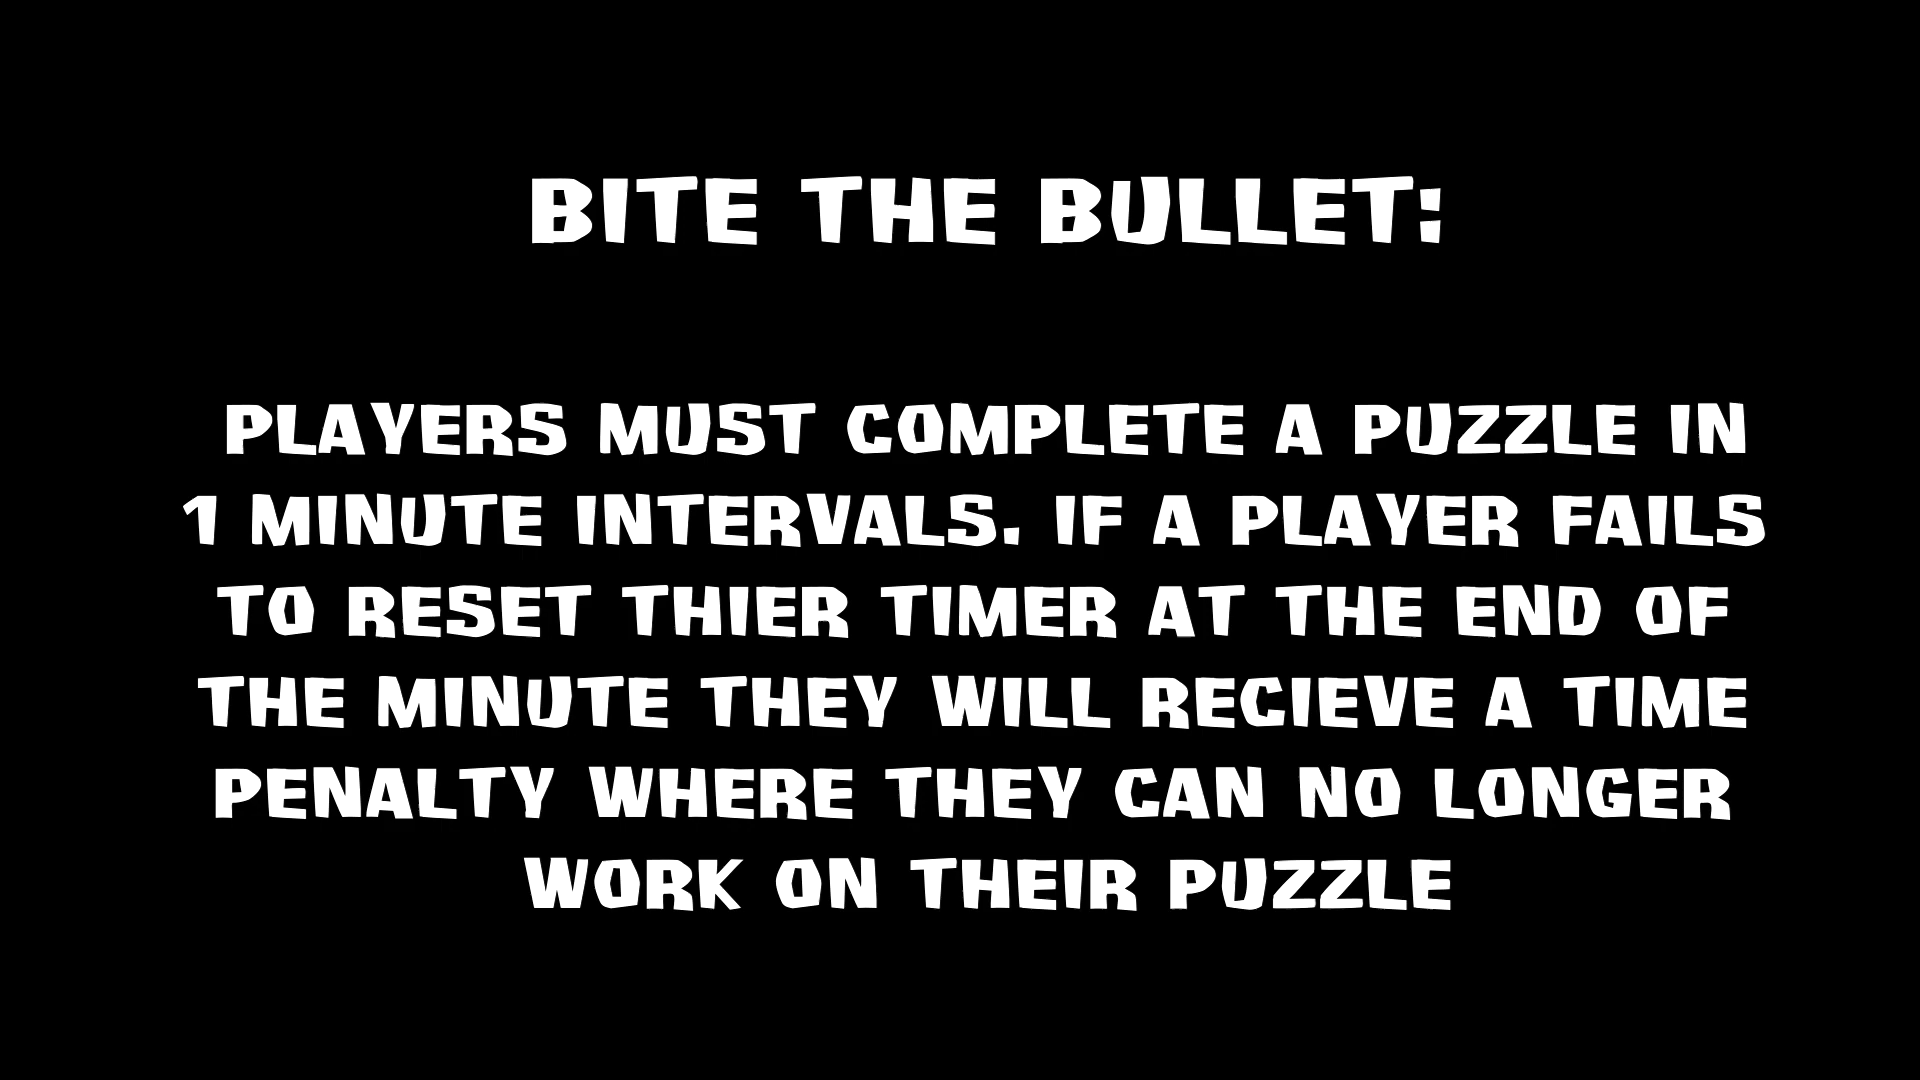 BITE THE BULLET:
PLAYERS MUST COMPLETE A PUZZLE IN
1 MINUTE INTERVALS. IF A PLAYER FAILS
TO RESET THIER TIMER AT THE END OF
THE MINUTE THEY WILL RECIEVE A TIME
PENALTY WHERE THEY CAN NO LONGER
WORK ON THEIR PUZZLE